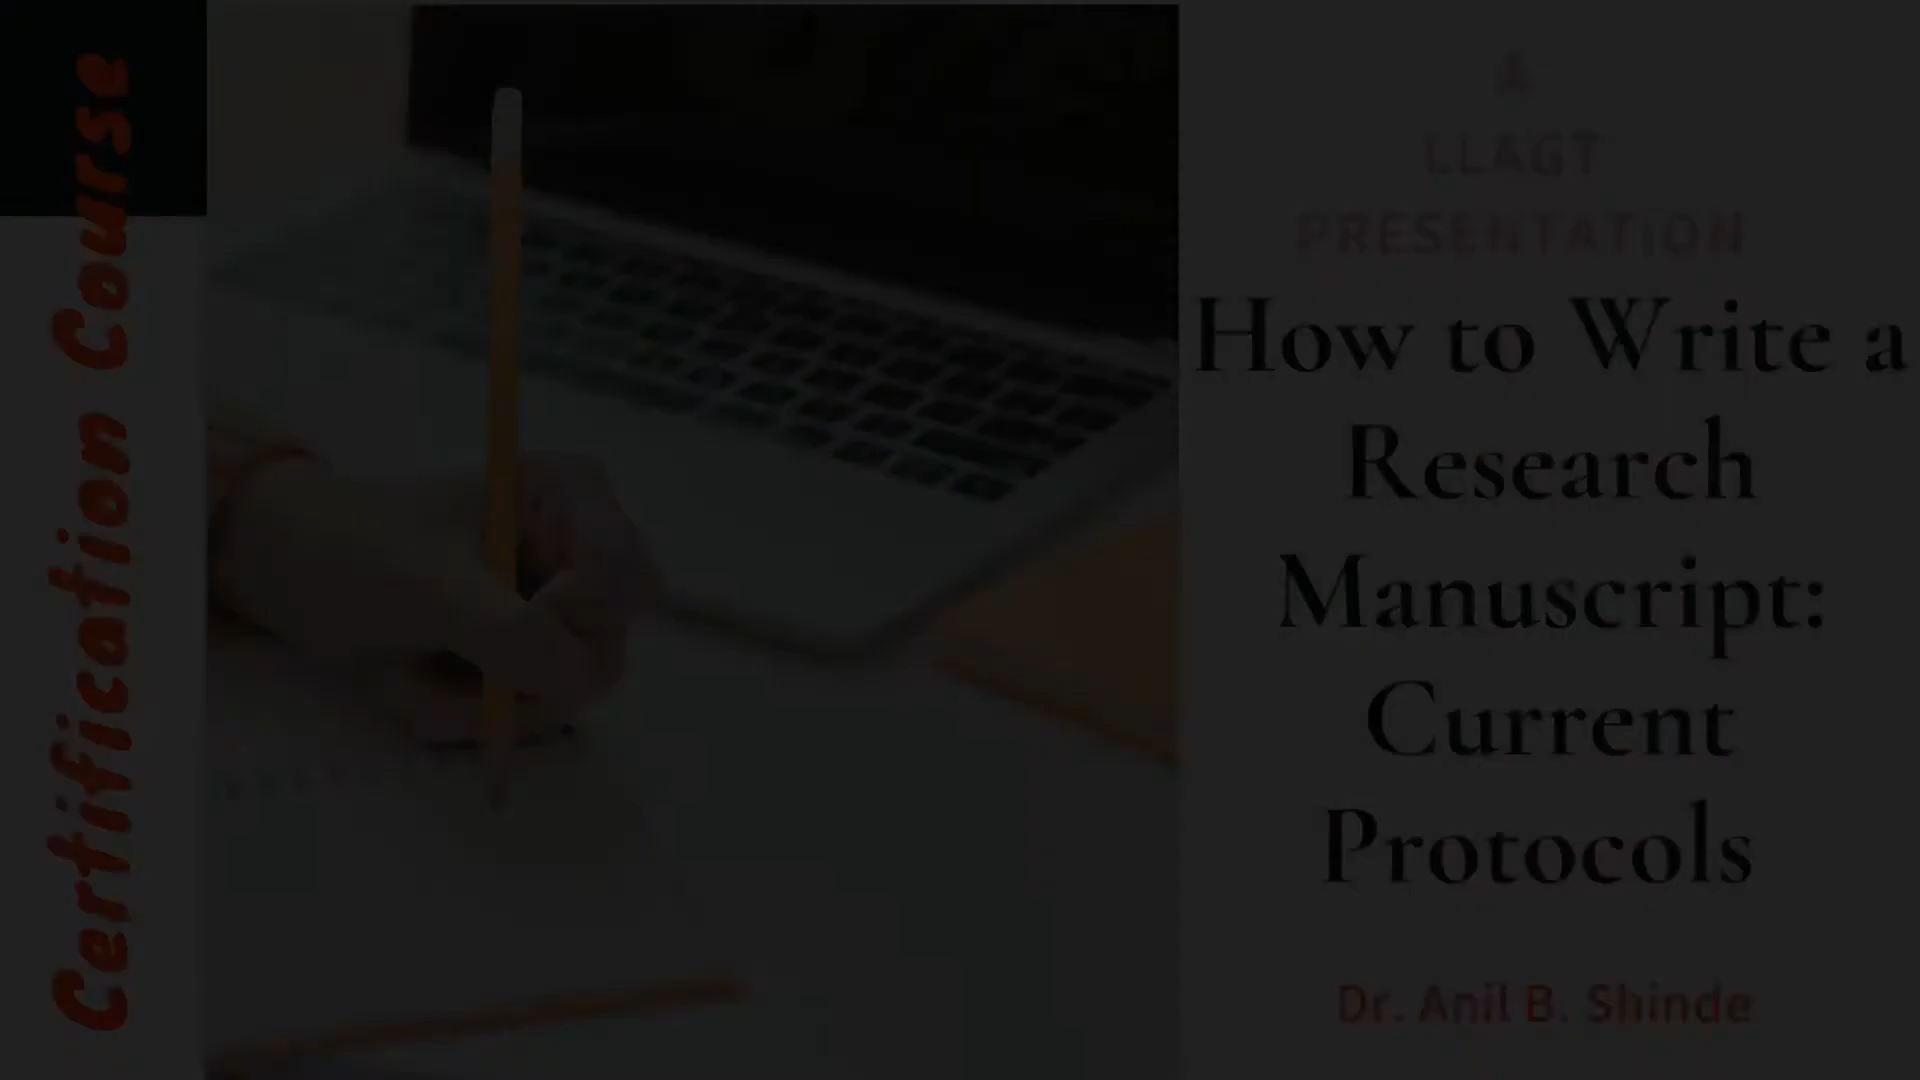 Certification Course
A
LLAGT
PRESENTATION
How to Write a
Research
Manuscript:
Current
Protocols
Dr. Anil B. Shinde